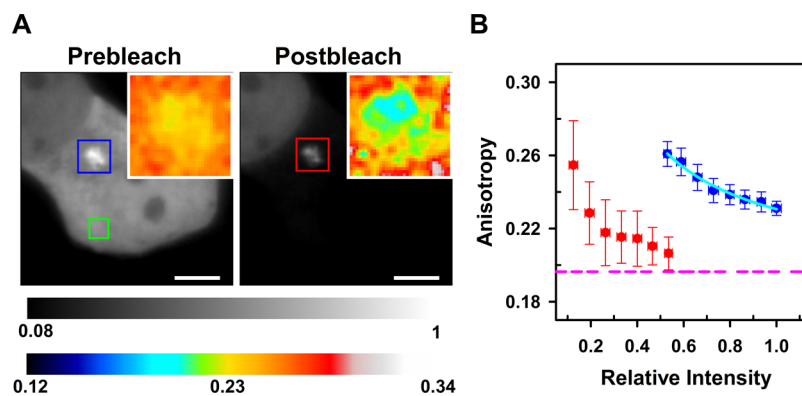 A
Prebleach
Postbleach
0.08
1
0.12
0.23
0.34
B
0.30
0.26
0.22
0.18
Anisotropy
0.2
0.4
0.6
0.8
1.0
Relative Intensity